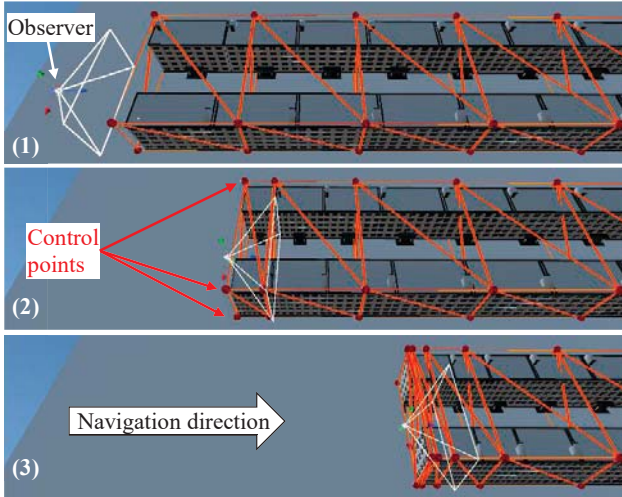 Observer
(1)
Control
points
(2)
Navigation direction
(3)